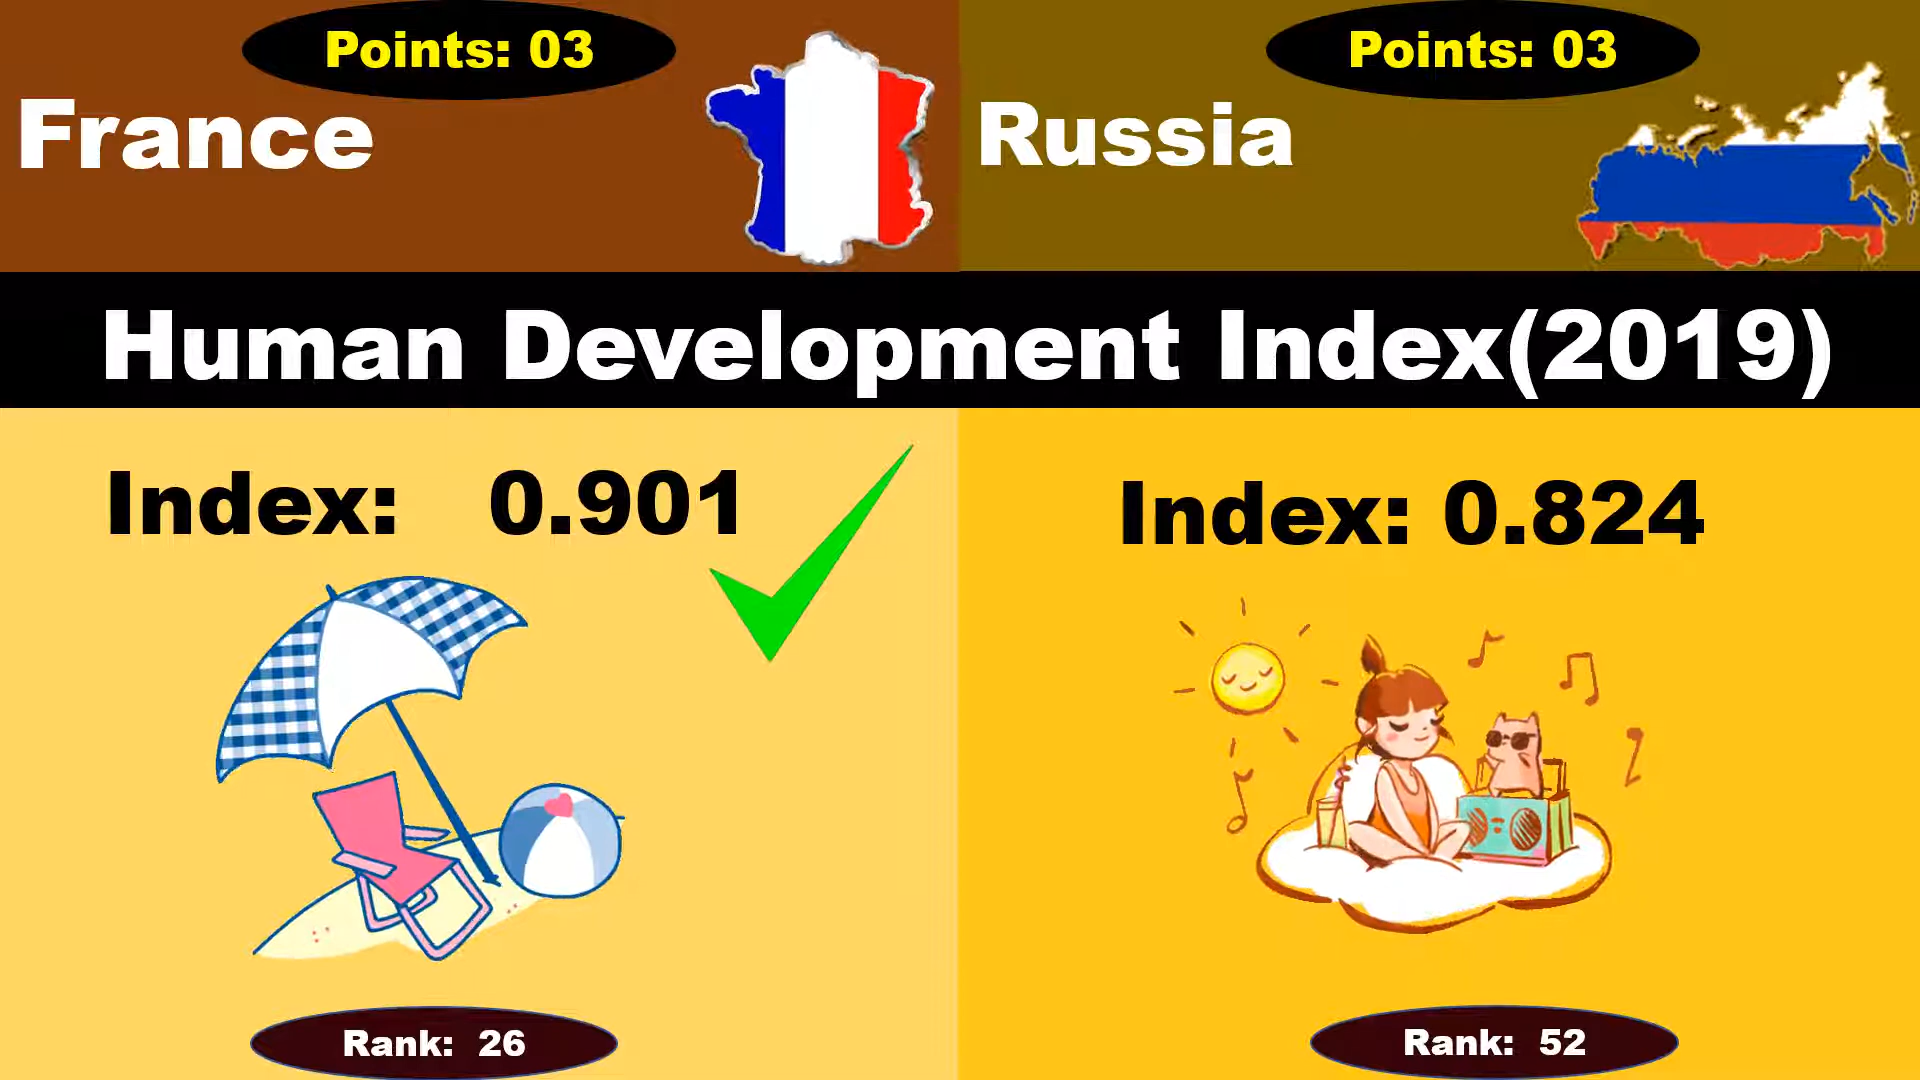 Points: 03
France
Points: 03
Russia
Human Development Index(2019)
Index: 0.901
Index: 0.824
Rank: 26
Rank: 52